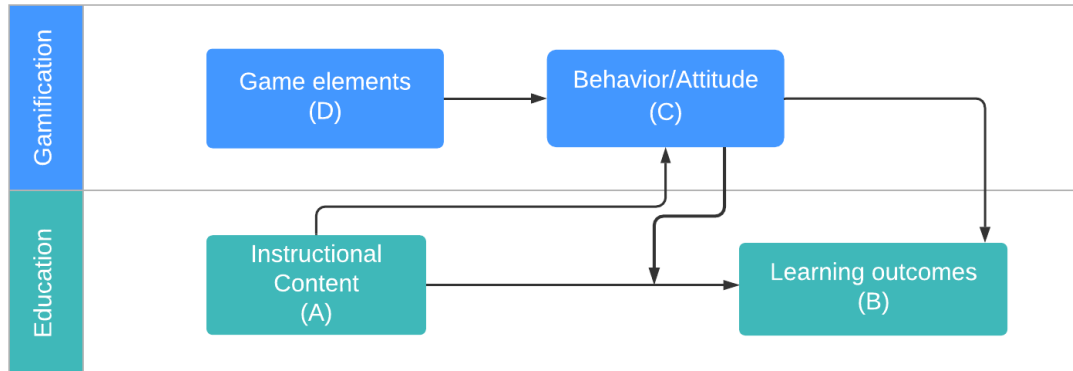 Gamification
Game elements
(D)
Behavior/Attitude
(C)
Education
Instructional
Content
(A)
Learning outcomes
(B)